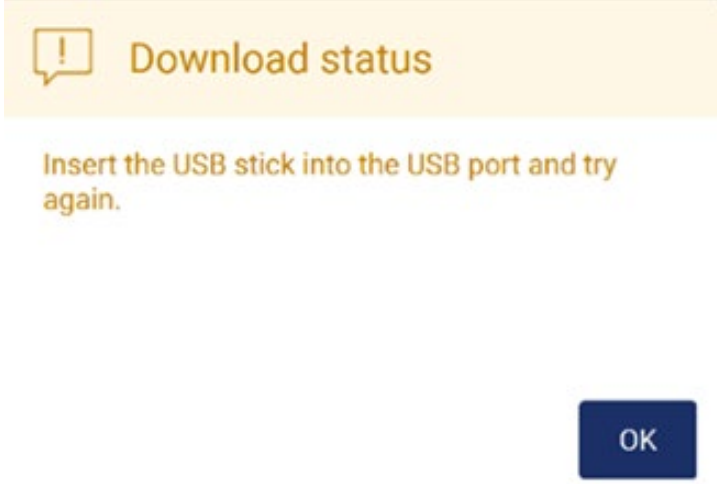 Download status
Insert the USB stick into the USB port and try
again.
OK